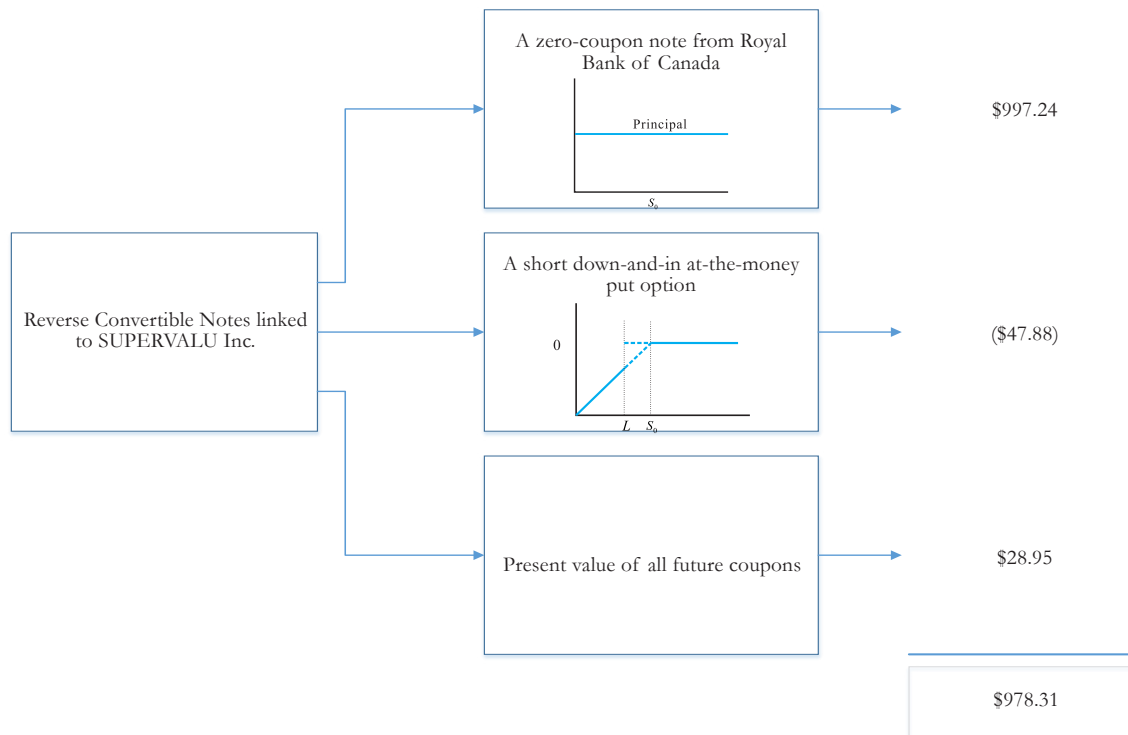 A zero-coupon note from Royal
Bank of Canada
Principal
S₀
$997.24
Reverse Convertible Notes linked
to SUPERVALU Inc.
A short down-and-in at-the-money
put option
0
L S₀
($47.88)
Present value of all future coupons
$28.95
$978.31